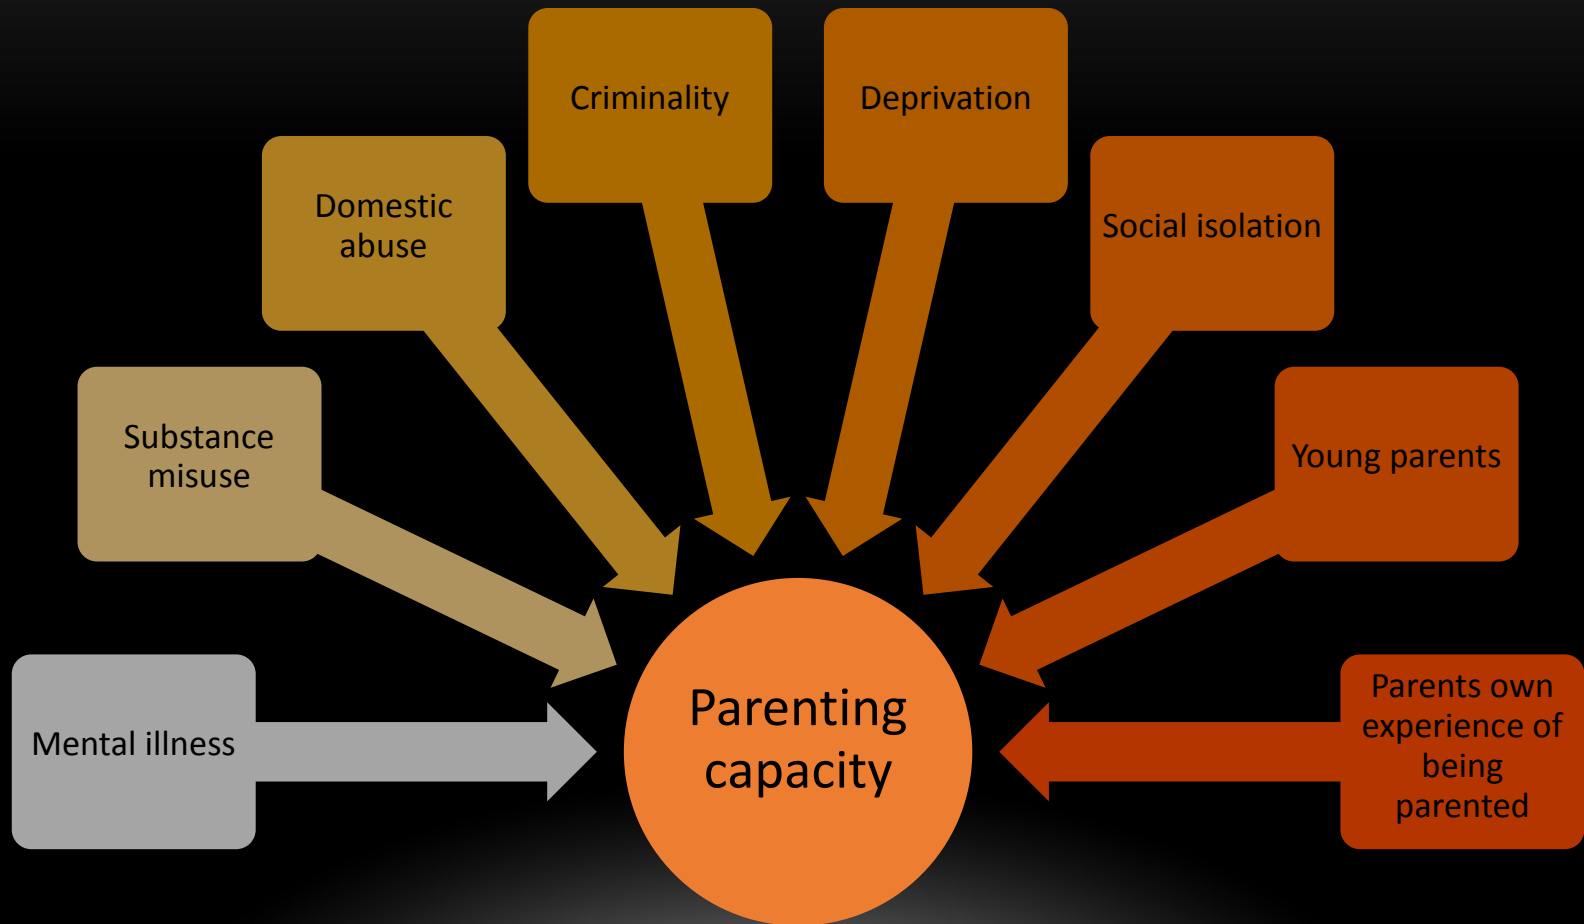 Criminality
Deprivation
Domestic
abuse
Social isolation
Substance
misuse
Young parents
Mental illness
Parenting
capacity
Parents own
experience of
being
parented